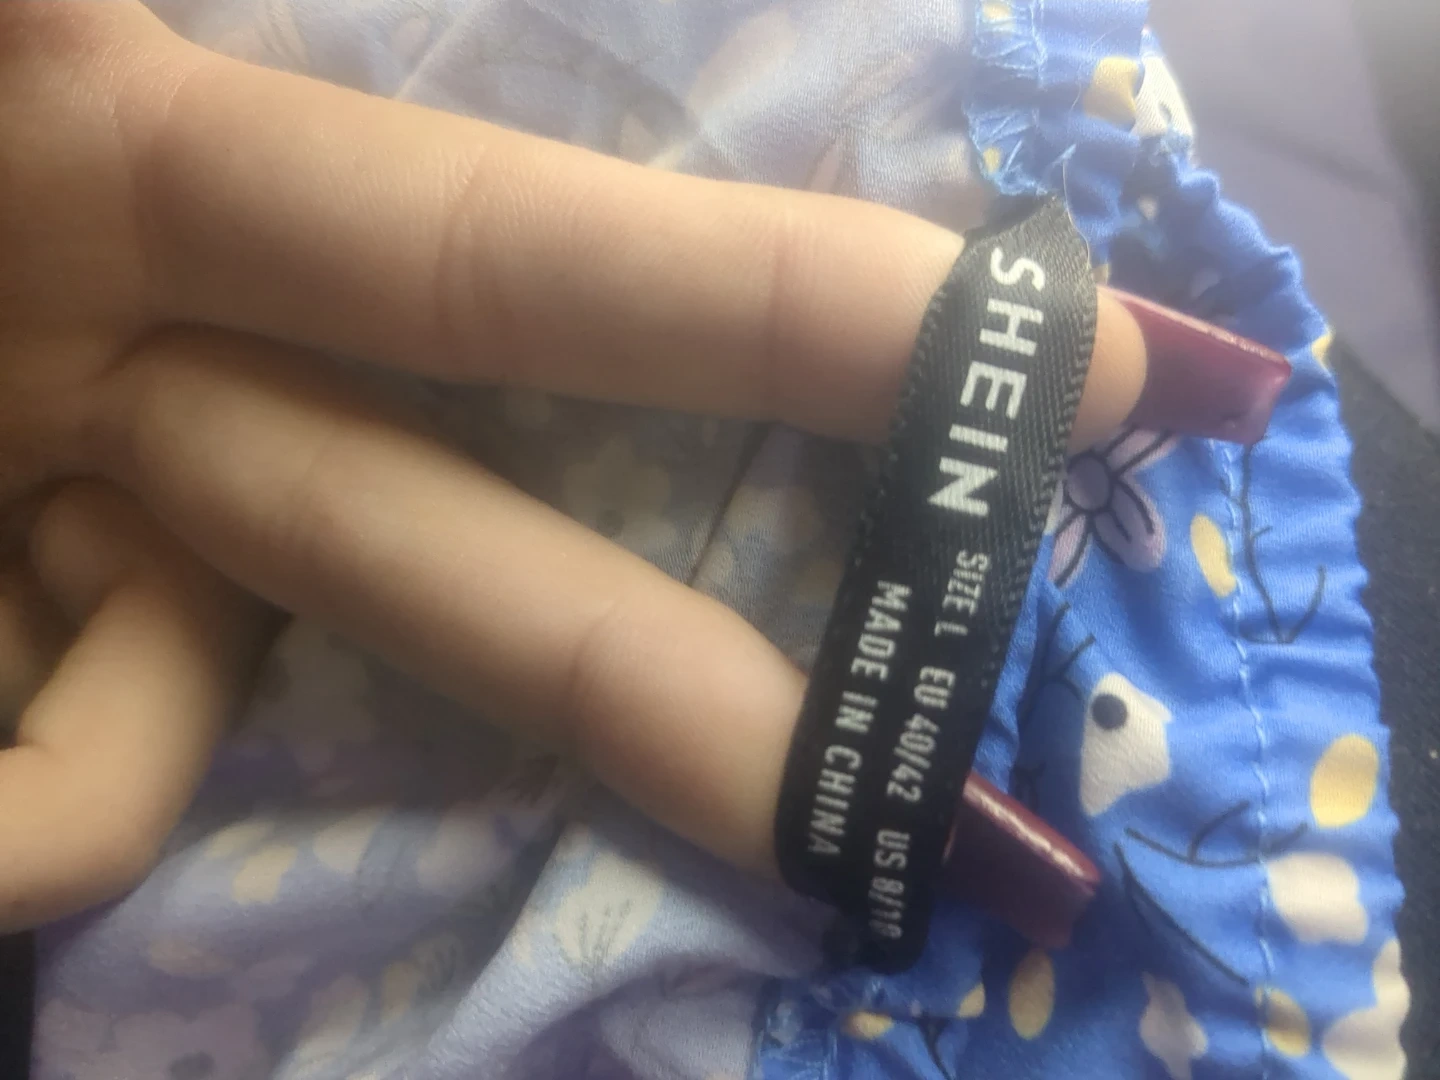 SHEIN
SIZE L EU 40/42 US 8/10
MADE IN CHINA